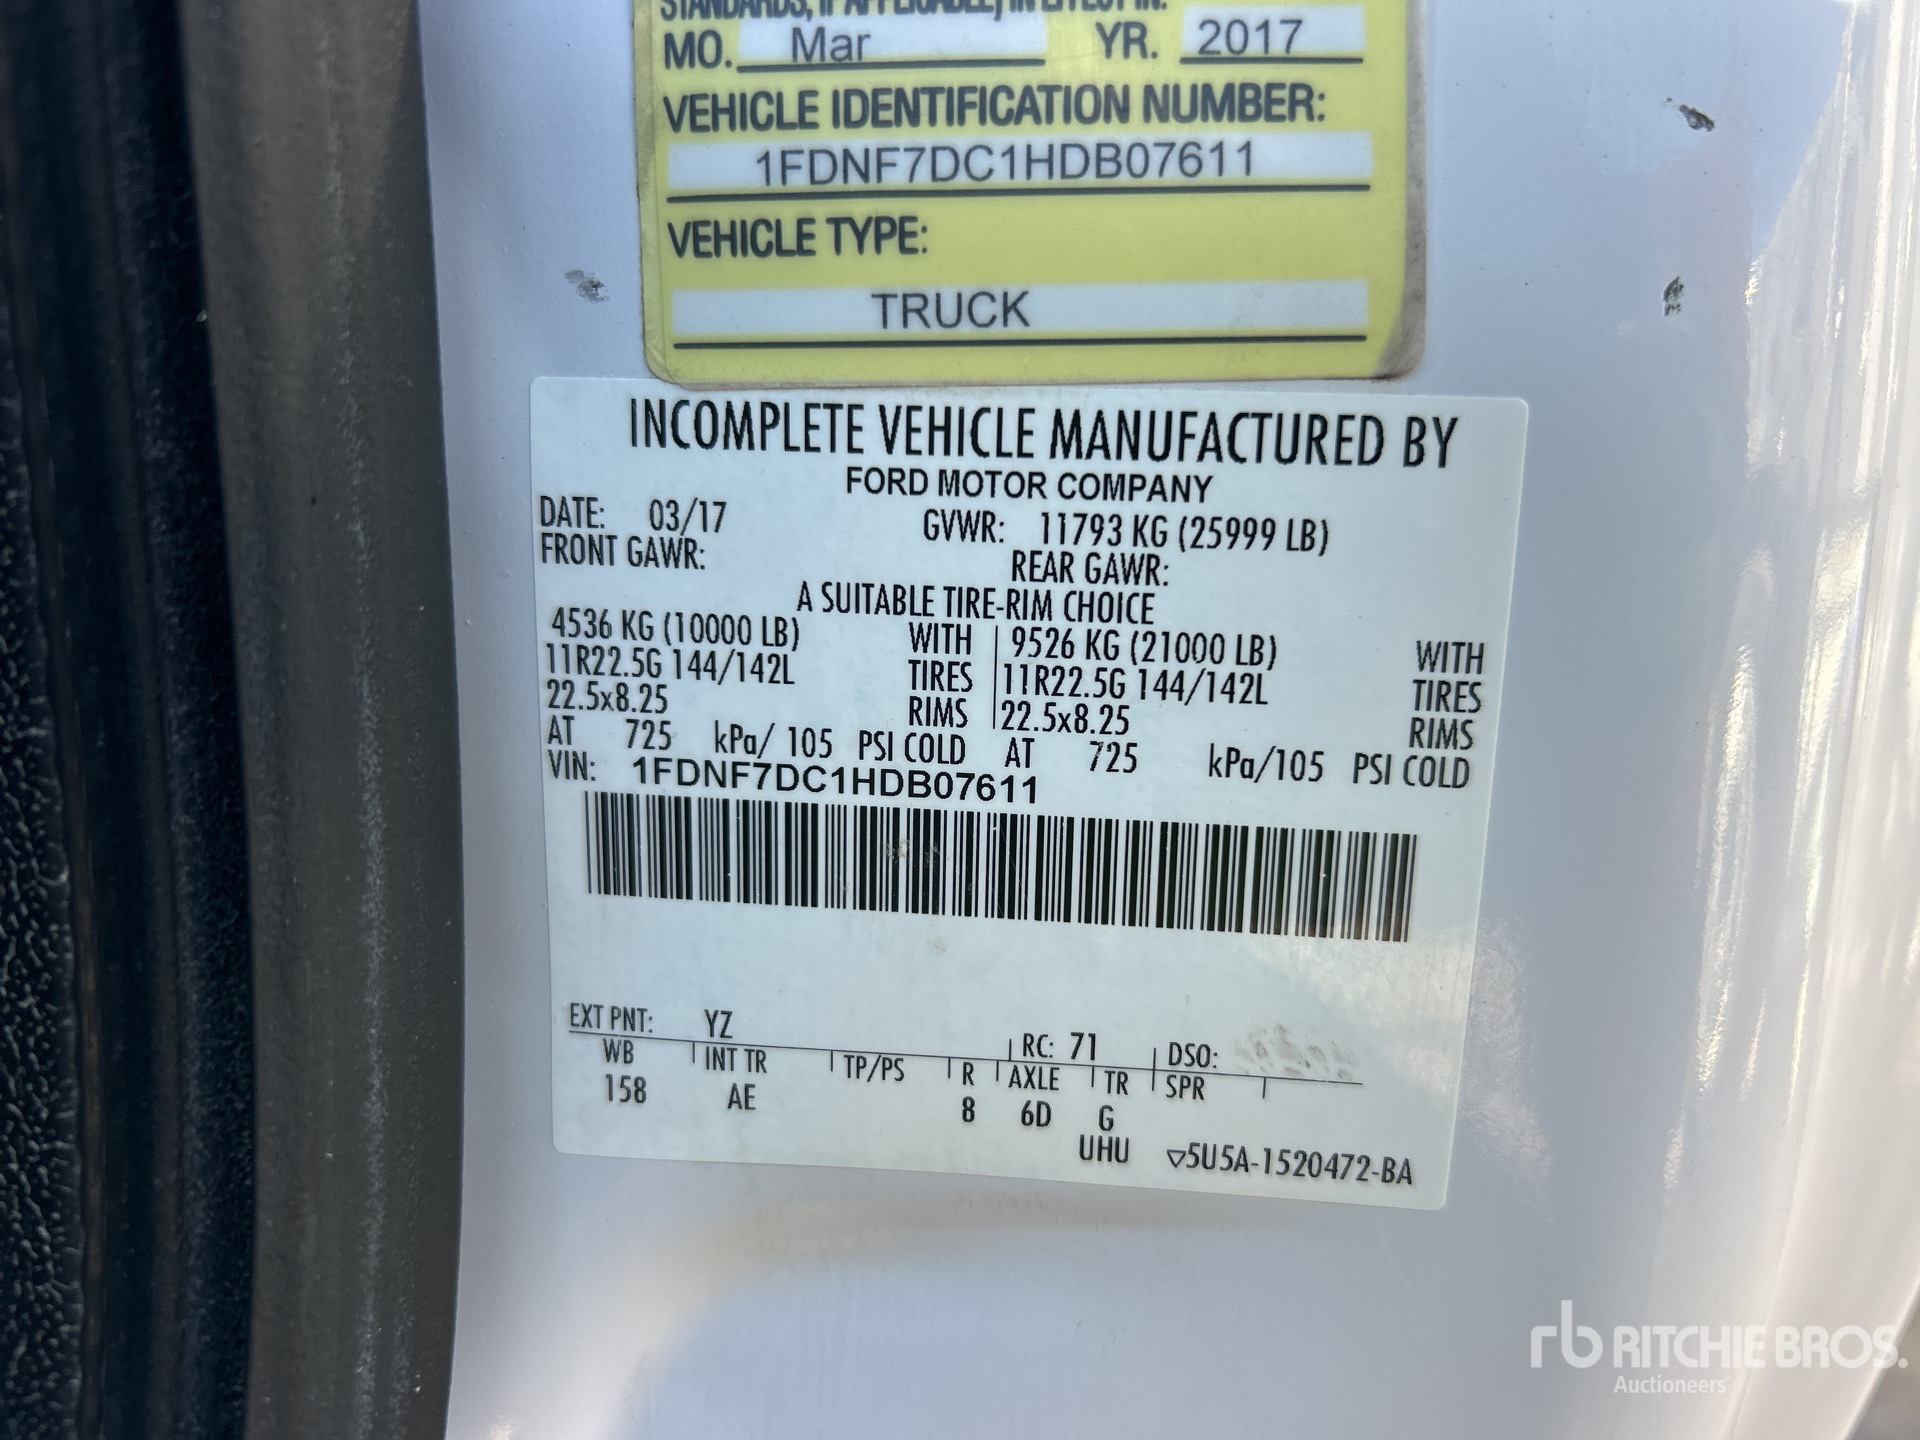 STANDARDS, IF APPLICABLE, IN EFFECT IN:
MO. Mar YR. 2017
VEHICLE IDENTIFICATION NUMBER:
1FDNF7DC1HDB07611
VEHICLE TYPE:
TRUCK
INCOMPLETE VEHICLE MANUFACTURED BY
FORD MOTOR COMPANY
DATE: 03/17 GVWR: 11793 KG (25999 LB)
FRONT GAWR: REAR GAWR:
A SUITABLE TIRE-RIM CHOICE
4536 KG (10000 LB) WITH 9526 KG (21000 LB) WITH
11R22.5G 144/142L TIRES 11R22.5G 144/142L TIRES
22.5x8.25 RIMS 22.5x8.25 RIMS
AT 725 kPa/ 105 PSI COLD AT 725 kPa/105 PSI COLD
VIN: 1FDNF7DC1HDB07611
EXT PNT: YZ RC: 71 DSO:
WB INT TR TP/PS R AXLE TR SPR
158 AE 8 6D G
UHU ▽5U5A-1520472-BA
rb RITCHIE BROS.
Auctioneers